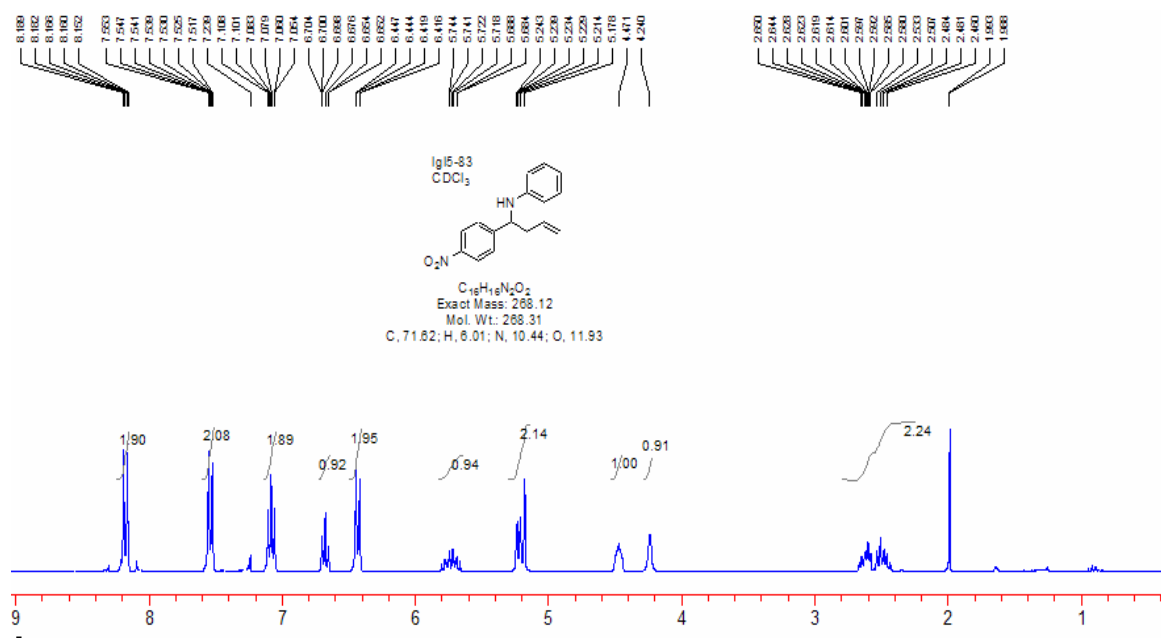 8.189 8.182 8.166 8.160 8.152 7.553 7.547 7.541 7.539 7.530 7.525 7.517 7.239 7.108 7.101 7.083 7.079 7.060 7.054 6.704 6.700 6.698 6.676 6.654 6.652 6.447 6.444 6.419 6.416 5.744 5.741 5.722 5.718 5.688 5.684 5.243 5.239 5.234 5.229 5.214 5.178 4.471 4.240 2.650 2.644 2.628 2.623 2.619 2.614 2.601 2.597 2.592 2.585 2.580 2.533 2.507 2.484 2.481 2.460 1.993 1.988
lgl5-83
CDCl3
HN
O2N
C16H16N2O2
Exact Mass: 268.12
Mol. Wt.: 268.31
C, 71.62; H, 6.01; N, 10.44; O, 11.93
1.90 2.08 1.89 0.92 1.95 0.94 2.14 1.00 0.91 2.24
9 8 7 6 5 4 3 2 1